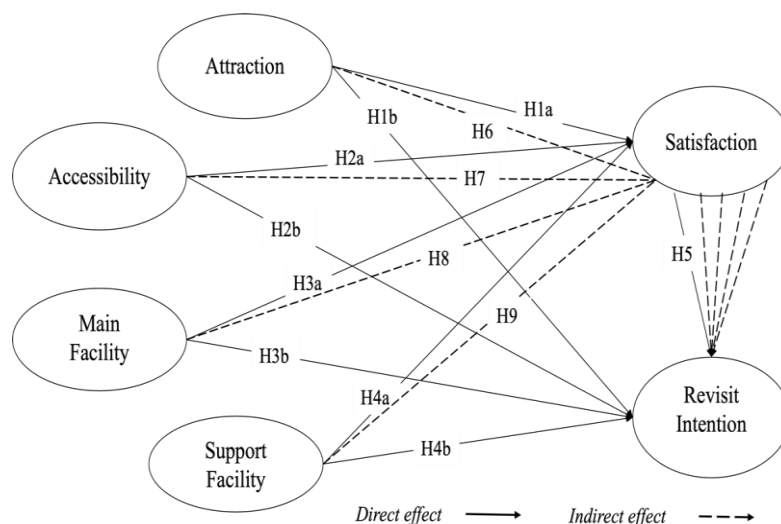 Attraction
H1a
H1b
H6
Satisfaction
H2a
Accessibility
H7
H2b
H5
H8
H3a
H9
Main
Facility
H3b
Revisit
Intention
H4a
Support
Facility
H4b
Direct effect
Indirect effect